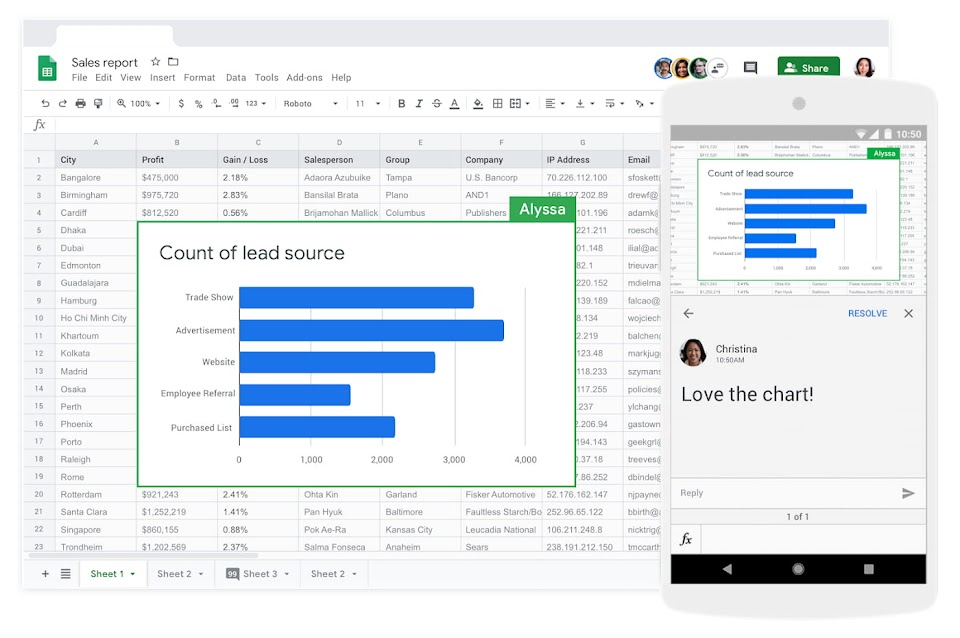 Sales report
File Edit View Insert Format Data Tools Add-ons Help
Share
100% $ % .0 .00 123 Roboto 11 B I S A
fx
A B C D E F G
1 City Profit Gain / Loss Salesperson Group Company IP Address Email
2 Bangalore $475,000 2.18% Adaora Azubuike Tampa U.S. Bancorp 70.226.112.100 sfoskett
3 Birmingham $975,720 2.83% Bansilal Brata Plano AND1 166.127.202.89 drewf@
4 Cardiff $812,520 0.56% Brijamohan Mallick Columbus Publishers 101.196 adamk@
Alyssa
5 Dhaka 221.211 roesch@
6 Dubai 01.148 ilial@ac
7 Edmonton 82.1 trieuvar
8 Guadalajara 220.152 mdielma
9 Hamburg 139.189 falcao@
10 Ho Chi Minh City 8.134 wojciech
11 Khartoum 2.219 balchen
12 Kolkata 123.48 markjug
13 Madrid 118.233 szymans
14 Osaka 117.255 policies@
15 Perth .237 ylchang@
16 Phoenix 2.206.94 gastown
17 Porto 194.143 geekgrl@
18 Raleigh 0.37.18 treeves@
19 Rome 7.86.252 dbindel@
Count of lead source
Trade Show
Advertisement
Website
Employee Referral
Purchased List
0 1,000 2,000 3,000 4,000
20 Rotterdam $921,243 2.41% Ohta Kin Garland Fisker Automotive 52.176.162.147 njpayne
21 Santa Clara $1,252,219 1.41% Pan Hyuk Baltimore Faultless Starch/Bo 252.96.65.122 bbirth@
22 Singapore $860,155 0.88% Pok Ae-Ra Kansas City Leucadia National 106.211.248.8 nicktrig@
23 Trondheim $1,202,569 2.37% Salma Fonseca Anaheim Sears 238.191.212.150 tmccarth
Sheet 1 Sheet 2 99 Sheet 3 Sheet 2
10:50
Alyssa
Count of lead source
Trade Show
Advertisement
Website
Employee Referral
Purchased List
0 1,000 2,000 3,000 4,000
RESOLVE
Christina
10:50AM
Love the chart!
Reply
1 of 1
fx